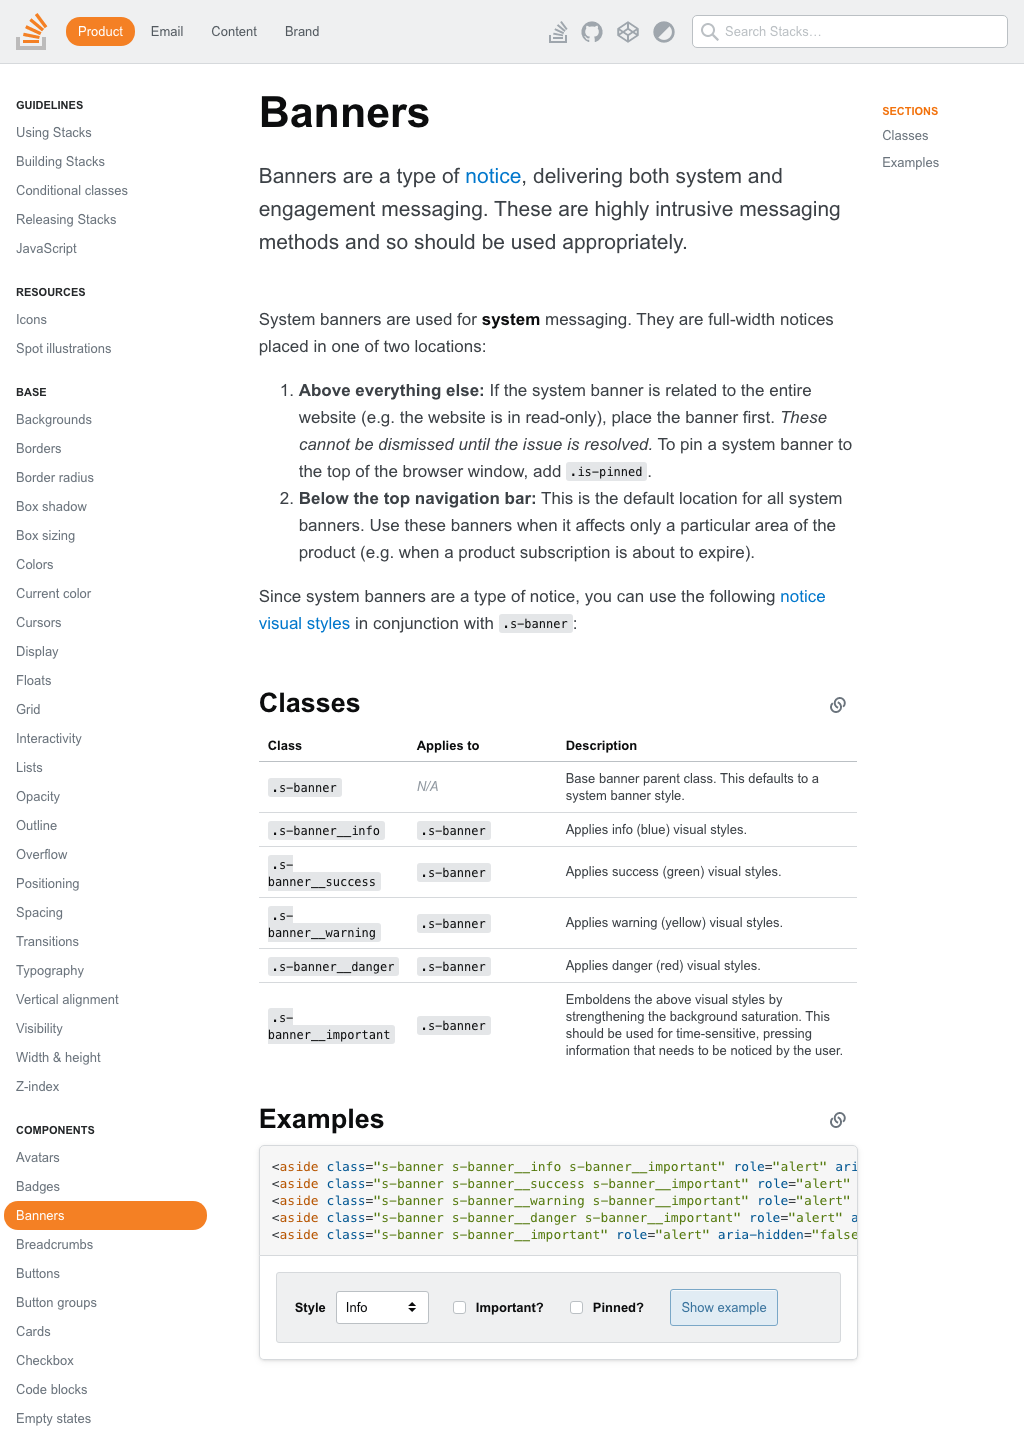 Product Email Content Brand
Search Stacks...
GUIDELINES
Using Stacks
Building Stacks
Conditional classes
Releasing Stacks
JavaScript
RESOURCES
Icons
Spot illustrations
BASE
Backgrounds
Borders
Border radius
Box shadow
Box sizing
Colors
Current color
Cursors
Display
Floats
Grid
Interactivity
Lists
Opacity
Outline
Overflow
Positioning
Spacing
Transitions
Typography
Vertical alignment
Visibility
Width & height
Z-index
COMPONENTS
Avatars
Badges
Banners
Breadcrumbs
Buttons
Button groups
Cards
Checkbox
Code blocks
Empty states
Banners
Banners are a type of notice, delivering both system and
engagement messaging. These are highly intrusive messaging
methods and so should be used appropriately.
System banners are used for system messaging. They are full-width notices
placed in one of two locations:
1. Above everything else: If the system banner is related to the entire
website (e.g. the website is in read-only), place the banner first. These
cannot be dismissed until the issue is resolved. To pin a system banner to
the top of the browser window, add .is-pinned.
2. Below the top navigation bar: This is the default location for all system
banners. Use these banners when it affects only a particular area of the
product (e.g. when a product subscription is about to expire).
Since system banners are a type of notice, you can use the following notice
visual styles in conjunction with .s-banner:
Classes
Class Applies to Description
.s-banner N/A Base banner parent class. This defaults to a
system banner style.
.s-banner__info .s-banner Applies info (blue) visual styles.
.s-
banner__success .s-banner Applies success (green) visual styles.
.s-
banner__warning .s-banner Applies warning (yellow) visual styles.
.s-banner__danger .s-banner Applies danger (red) visual styles.
.s-
banner__important .s-banner Emboldens the above visual styles by
strengthening the background saturation. This
should be used for time-sensitive, pressing
information that needs to be noticed by the user.
Examples
<aside class="s-banner s-banner__info s-banner__important" role="alert" ari
<aside class="s-banner s-banner__success s-banner__important" role="alert"
<aside class="s-banner s-banner__warning s-banner__important" role="alert"
<aside class="s-banner s-banner__danger s-banner__important" role="alert" a
<aside class="s-banner s-banner__important" role="alert" aria-hidden="false
Style Info Important? Pinned? Show example
SECTIONS
Classes
Examples